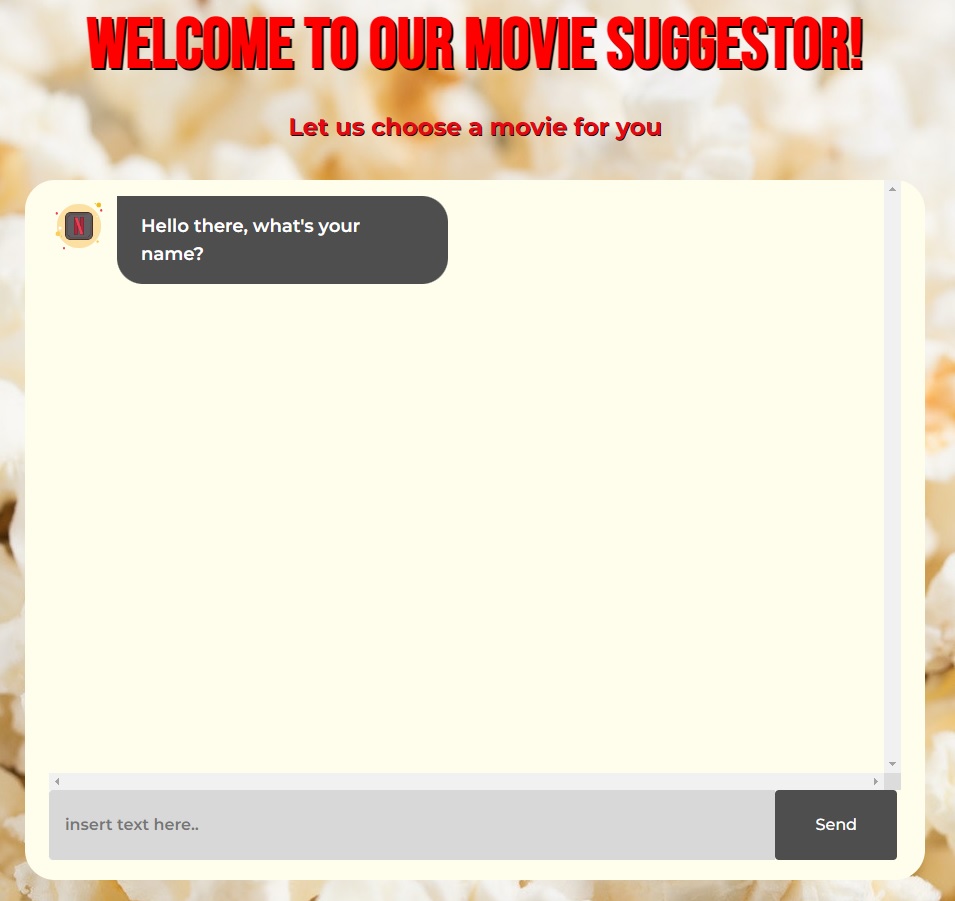 WELCOME TO OUR MOVIE SUGGESTOR!
Let us choose a movie for you
N
Hello there, what's your
name?
insert text here..
Send